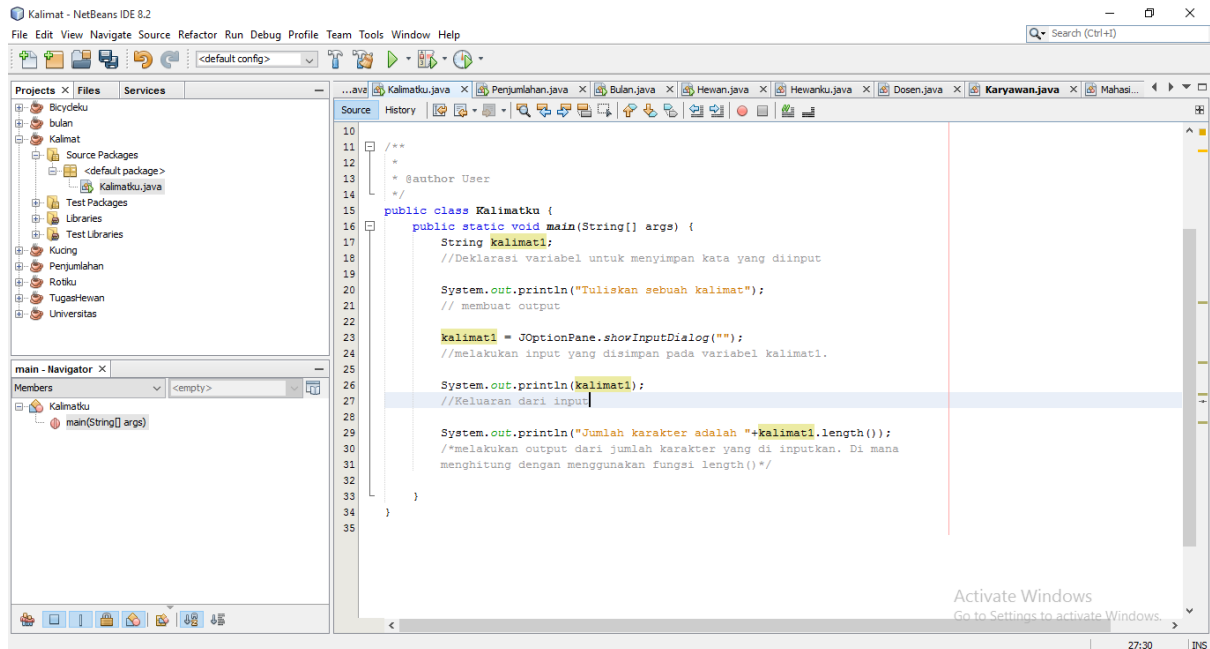 Kalimat - NetBeans IDE 8.2
File Edit View Navigate Source Refactor Run Debug Profile Team Tools Window Help
Search (Ctrl+I)
<default config>
Projects Files Services
Bicycleku
bulan
Kalimat
Source Packages
<default package>
Kalimatku.java
Test Packages
Libraries
Test Libraries
Kucing
Penjumlahan
Rotiku
TugasHewan
Universitas
main - Navigator
Members <empty>
Kalimatku
main(String[] args)
...ava Kalimatku.java Penjumlahan.java Bulan.java Hewan.java Hewanku.java Dosen.java Karyawan.java Mahasi...
Source History
10
11 /**
12 *
13 * @author User
14 */
15 public class Kalimatku {
16 public static void main(String[] args) {
17 String kalimat1;
18 //Deklarasi variabel untuk menyimpan kata yang diinput
19
20 System.out.println("Tuliskan sebuah kalimat");
21 // membuat output
22
23 kalimat1 = JOptionPane.showInputDialog("");
24 //melakukan input yang disimpan pada variabel kalimat1.
25
26 System.out.println(kalimat1);
27 //Keluaran dari input
28
29 System.out.println("Jumlah karakter adalah "+kalimat1.length());
30 /*melakukan output dari jumlah karakter yang di inputkan. Di mana
31 menghitung dengan menggunakan fungsi length()*/
32
33 }
34 }
35
Activate Windows
Go to Settings to activate Windows.
27:30 INS